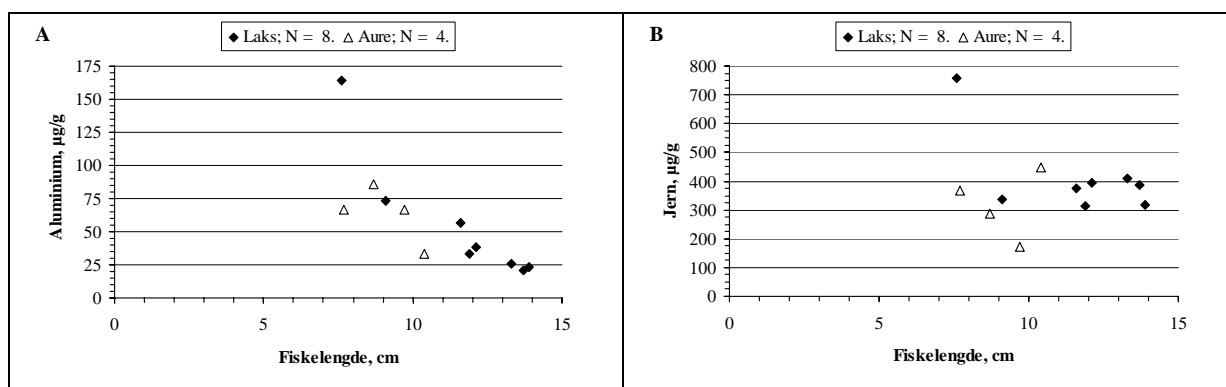 A
◆ Laks; N = 8. △ Aure; N = 4.
Aluminium, µg/g
175
150
125
100
75
50
25
0
0 5 10 15
Fiskelengde, cm
B
◆ Laks; N = 8. △ Aure; N = 4.
Jern, µg/g
800
700
600
500
400
300
200
100
0
0 5 10 15
Fiskelengde, cm